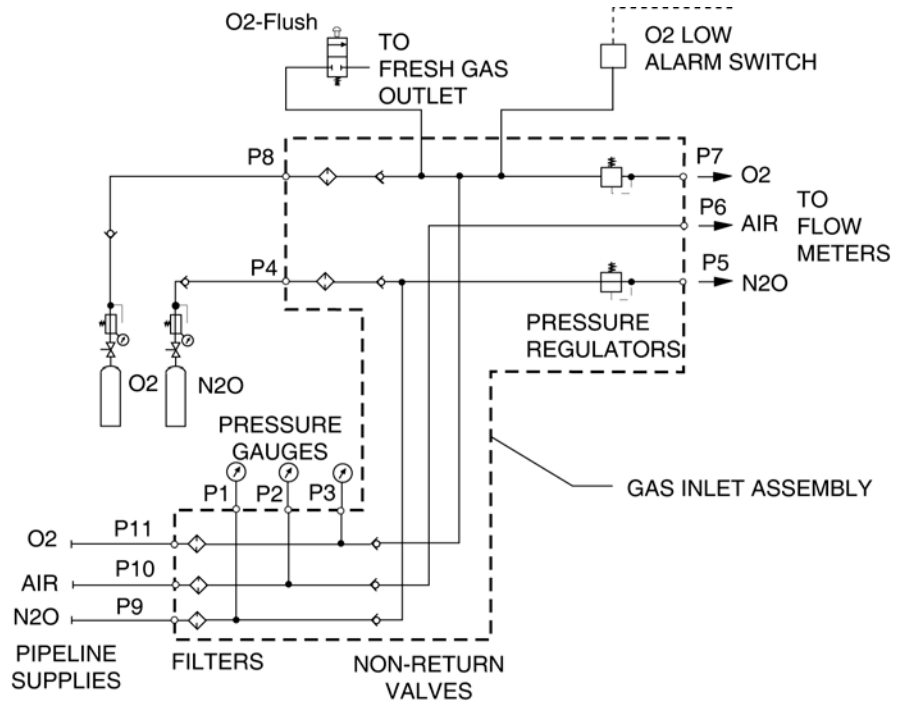 O2-Flush
TO
FRESH GAS
OUTLET
O2 LOW
ALARM SWITCH
P8
P7
O2
P6
AIR
TO
FLOW
METERS
P4
P5
N2O
PRESSURE
REGULATORS
O2
N2O
PRESSURE
GAUGES
P1
P2
P3
GAS INLET ASSEMBLY
O2
P11
AIR
P10
N2O
P9
PIPELINE
SUPPLIES
FILTERS
NON-RETURN
VALVES